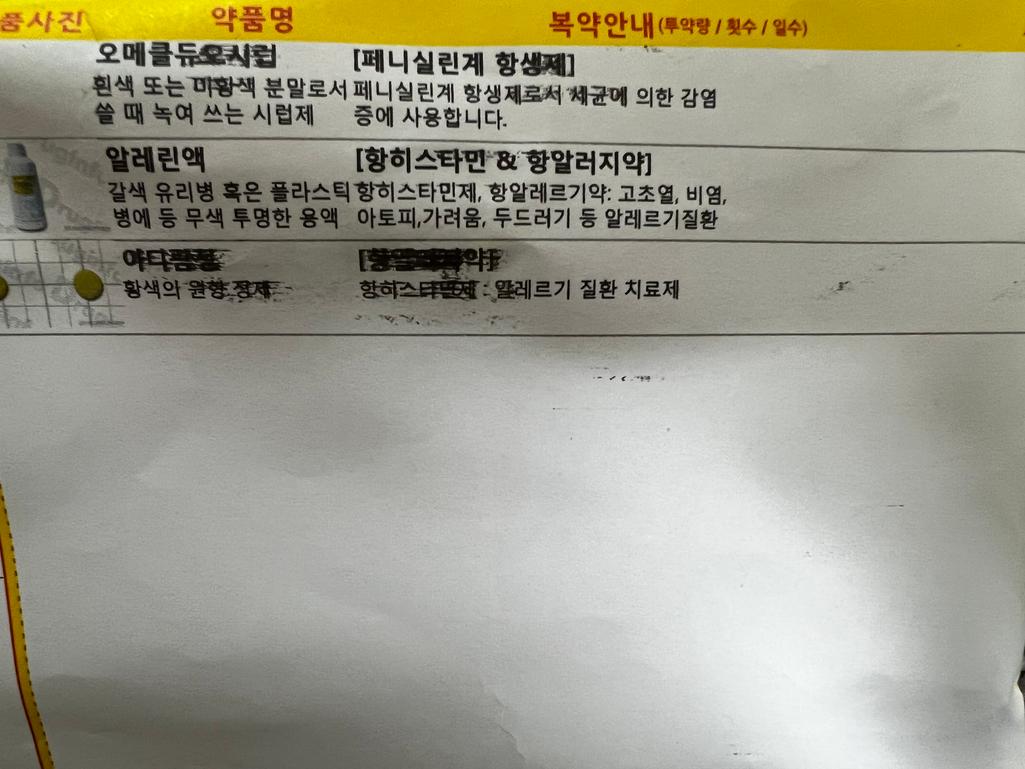 품사진 약품명 복약안내(투약량 / 횟수 / 일수)
오메클듀오시럽 [페니실린계 항생제]
흰색 또는 미황색 분말로서 페니실린계 항생제로서 세균에 의한 감염
쓸 때 녹여 쓰는 시럽제 증에 사용합니다.
알레린액 [항히스타민 & 항알러지약]
갈색 유리병 혹은 플라스틱 항히스타민제, 항알레르기약: 고초열, 비염,
병에 등 무색 투명한 용액 아토피,가려움, 두드러기 등 알레르기질환
황색의 원형 정제 항히스타민제 : 알레르기 질환 치료제